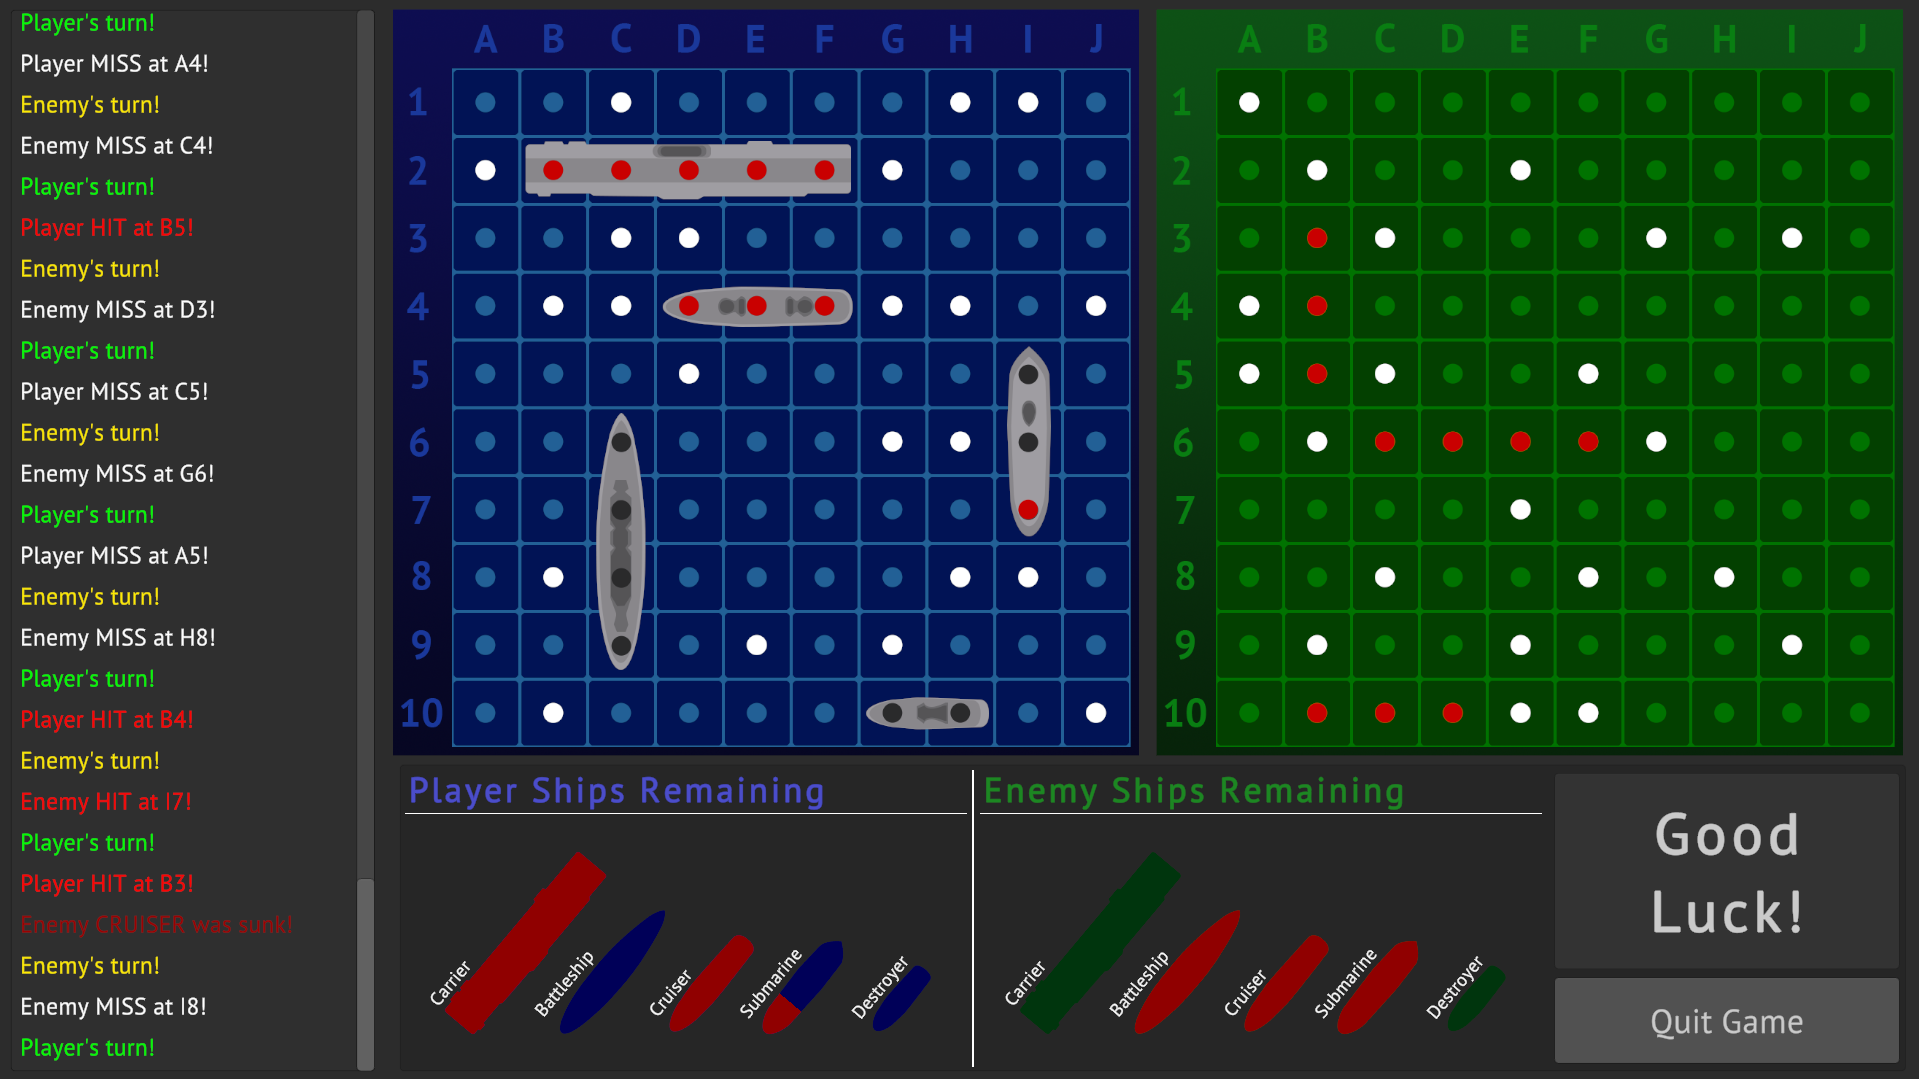 Player's turn!
Player MISS at A4!
Enemy's turn!
Enemy MISS at C4!
Player's turn!
Player HIT at B5!
Enemy's turn!
Enemy MISS at D3!
Player's turn!
Player MISS at C5!
Enemy's turn!
Enemy MISS at G6!
Player's turn!
Player MISS at A5!
Enemy's turn!
Enemy MISS at H8!
Player's turn!
Player HIT at B4!
Enemy's turn!
Enemy HIT at I7!
Player's turn!
Player HIT at B3!
Enemy CRUISER was sunk!
Enemy's turn!
Enemy MISS at I8!
Player's turn!
A B C D E F G H I J
1
2
3
4
5
6
7
8
9
10
A B C D E F G H I J
1
2
3
4
5
6
7
8
9
10
Player Ships Remaining
Carrier
Battleship
Cruiser
Submarine
Destroyer
Enemy Ships Remaining
Carrier
Battleship
Cruiser
Submarine
Destroyer
Good
Luck!
Quit Game